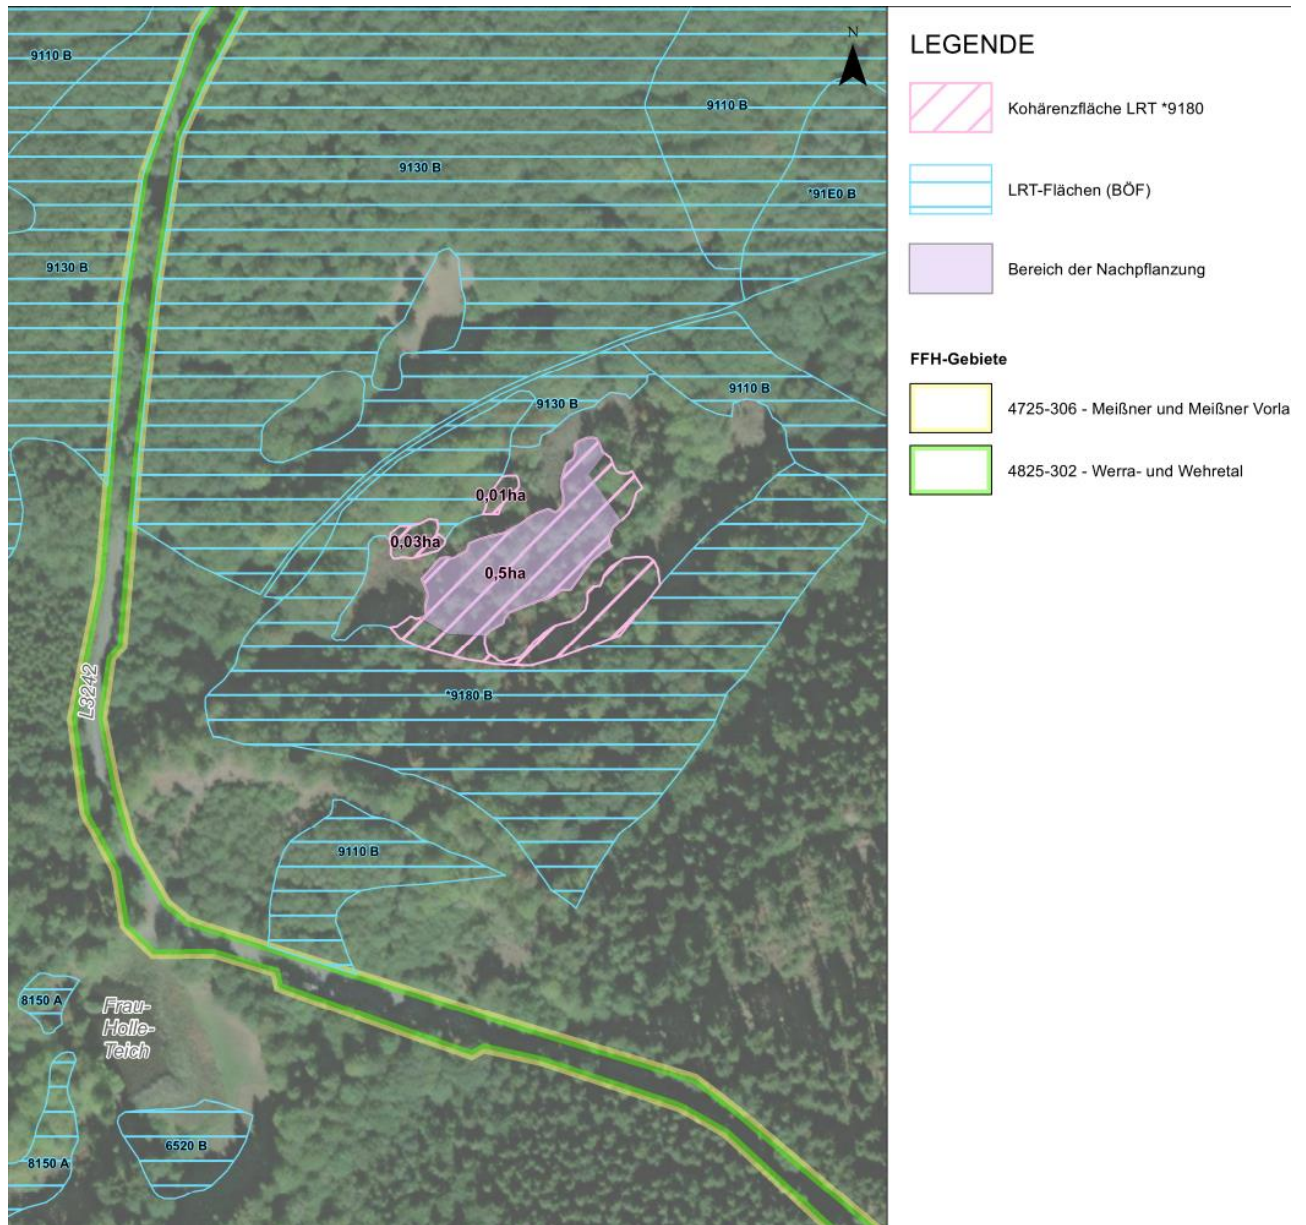 N
LEGENDE
Kohärenzfläche LRT *9180
LRT-Flächen (BÖF)
Bereich der Nachpflanzung
FFH-Gebiete
4725-306 - Meißner und Meißner Vorla
4825-302 - Werra- und Wehretal
9110 B
9110 B
9130 B
*91E0 B
9130 B
9110 B
9130 B
0,01ha
0,03ha
0,5ha
L3242
*9180 B
9110 B
8150 A
Frau-
Holle-
Teich
6520 B
8150 A